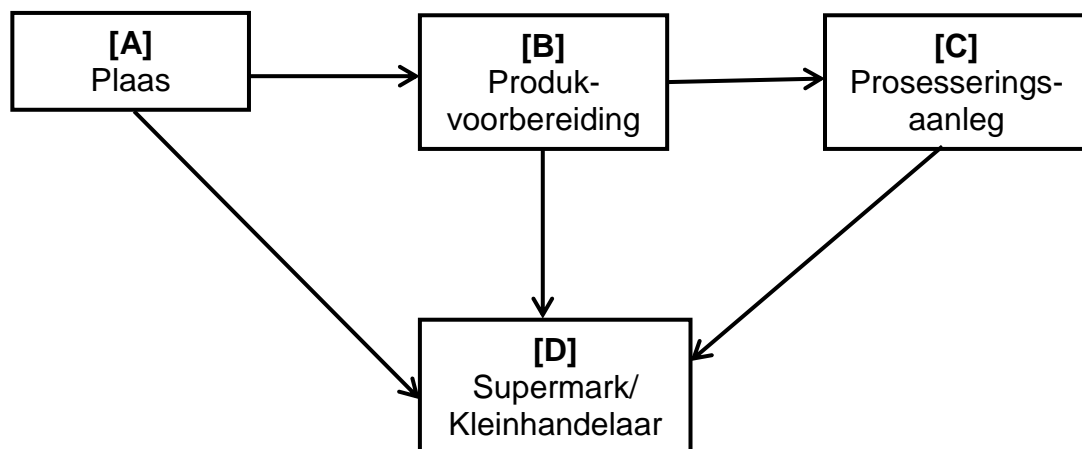 [A]
Plaas
[B]
Produk-
voorbereiding
[C]
Prosesserings-
aanleg
[D]
Supermark/
Kleinhandelaar